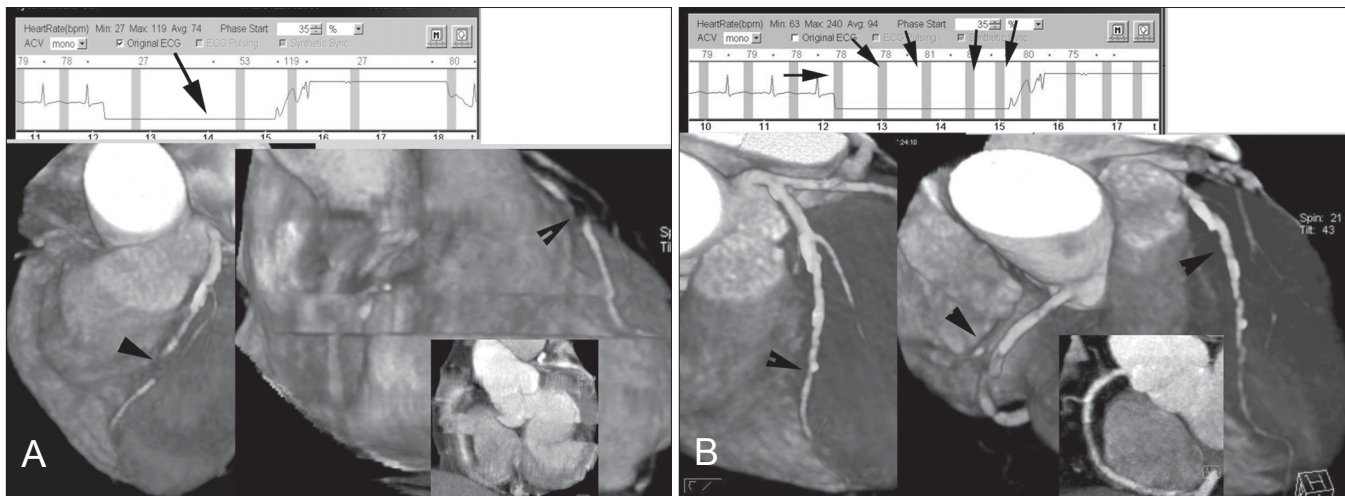 HeartRate(bpm) Min: 27 Max: 119 Avg: 74 Phase Start 35 %
ACV mono Original ECG ECG Pulsing Synthetic Sync
79 78 27 53 119 27 80
11 12 13 14 15 16 17 18 t
A
HeartRate(bpm) Min: 63 Max: 240 Avg: 94 Phase Start 35 %
ACV mono Original ECG ECG Pulsing Synthetic Sync
79 79 78 78 78 81 80 75
10 11 12 13 14 15 16 17 t
1:24:10
Spin: 21
Tilt: 43
B
H